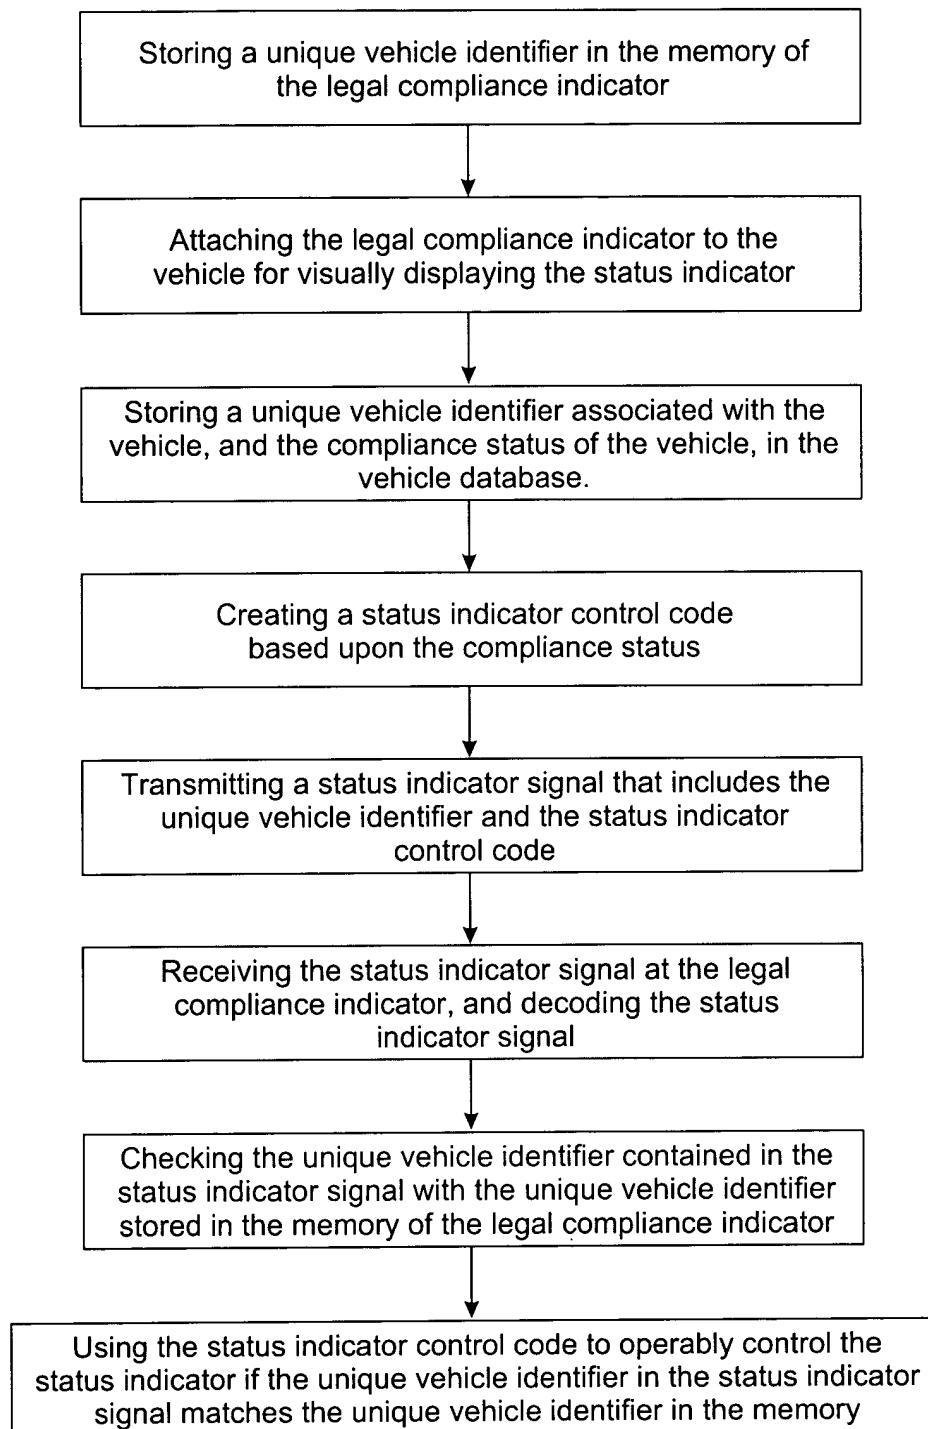 Storing a unique vehicle identifier in the memory of
the legal compliance indicator
Attaching the legal compliance indicator to the
vehicle for visually displaying the status indicator
Storing a unique vehicle identifier associated with the
vehicle, and the compliance status of the vehicle, in the
vehicle database.
Creating a status indicator control code
based upon the compliance status
Transmitting a status indicator signal that includes the
unique vehicle identifier and the status indicator
control code
Receiving the status indicator signal at the legal
compliance indicator, and decoding the status
indicator signal
Checking the unique vehicle identifier contained in the
status indicator signal with the unique vehicle identifier
stored in the memory of the legal compliance indicator
Using the status indicator control code to operably control the
status indicator if the unique vehicle identifier in the status indicator
signal matches the unique vehicle identifier in the memory